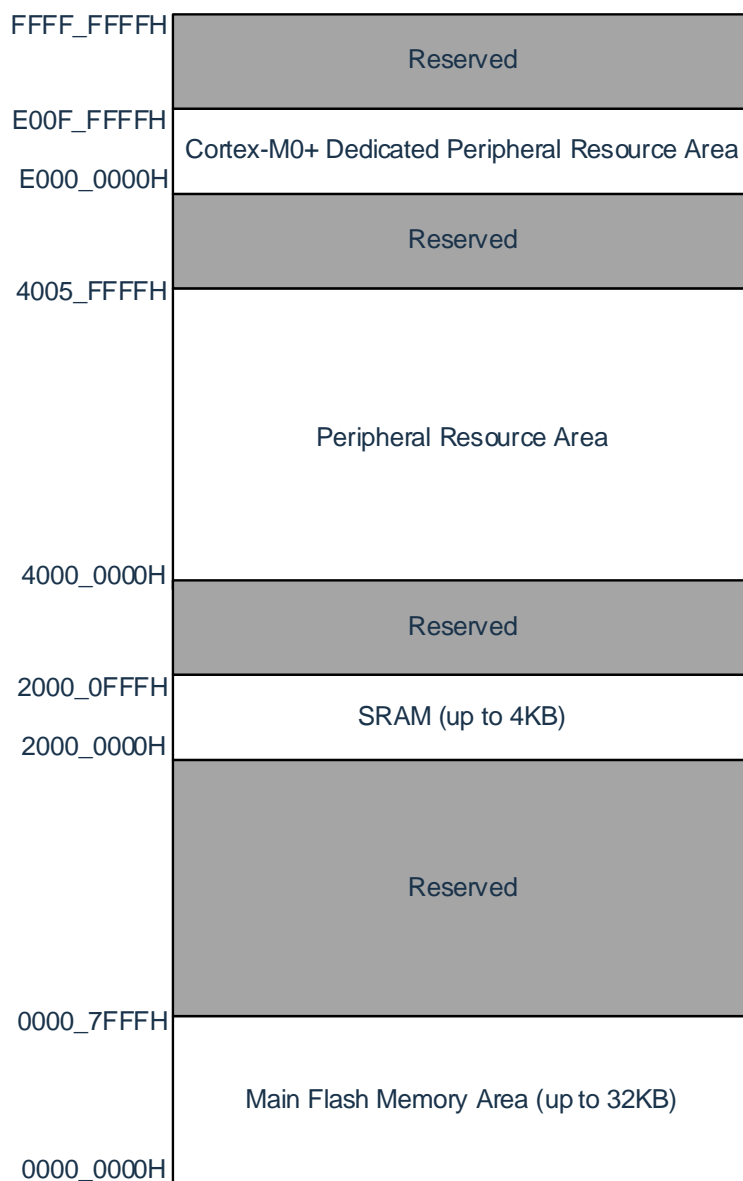 FFFF_FFFFH
Reserved
E00F_FFFFH
Cortex-M0+ Dedicated Peripheral Resource Area
E000_0000H
Reserved
4005_FFFFH
Peripheral Resource Area
4000_0000H
Reserved
2000_0FFFH
SRAM (up to 4KB)
2000_0000H
Reserved
0000_7FFFH
Main Flash Memory Area (up to 32KB)
0000_0000H